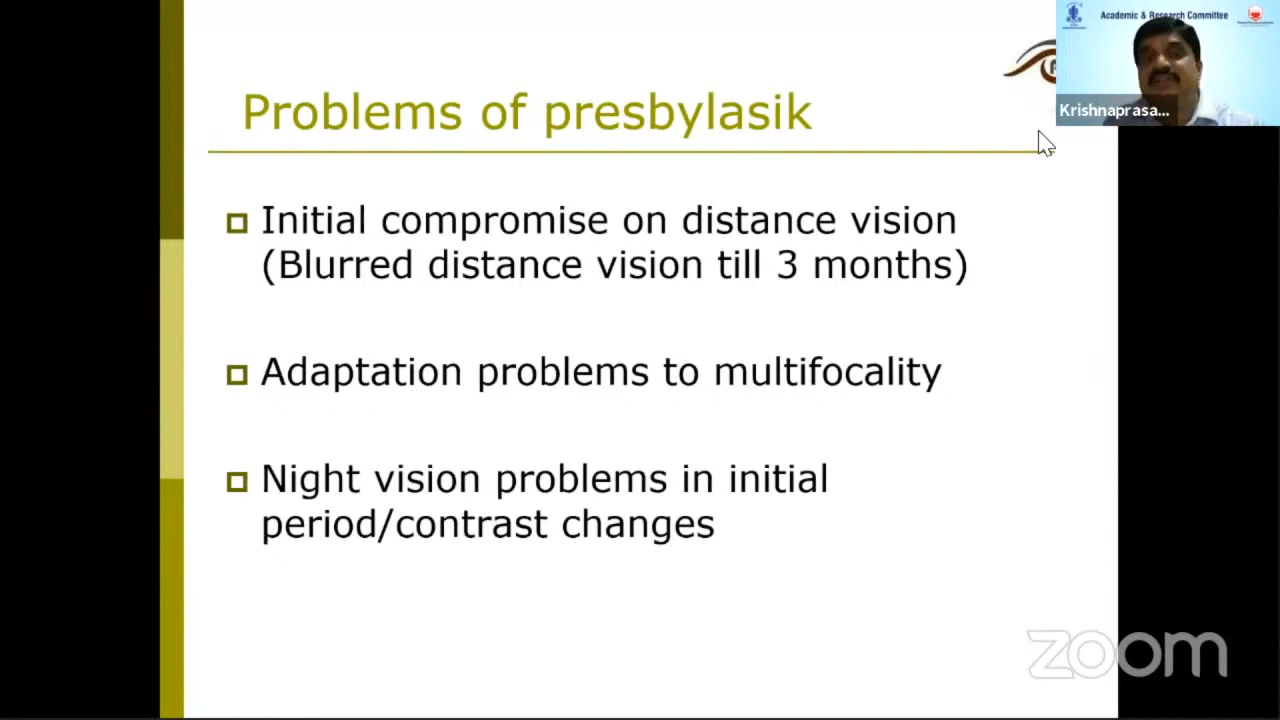 Academic & Research Committee
Krishnaprasa...
Problems of presbylasik
Initial compromise on distance vision
(Blurred distance vision till 3 months)
Adaptation problems to multifocality
Night vision problems in initial
period/contrast changes
zoom